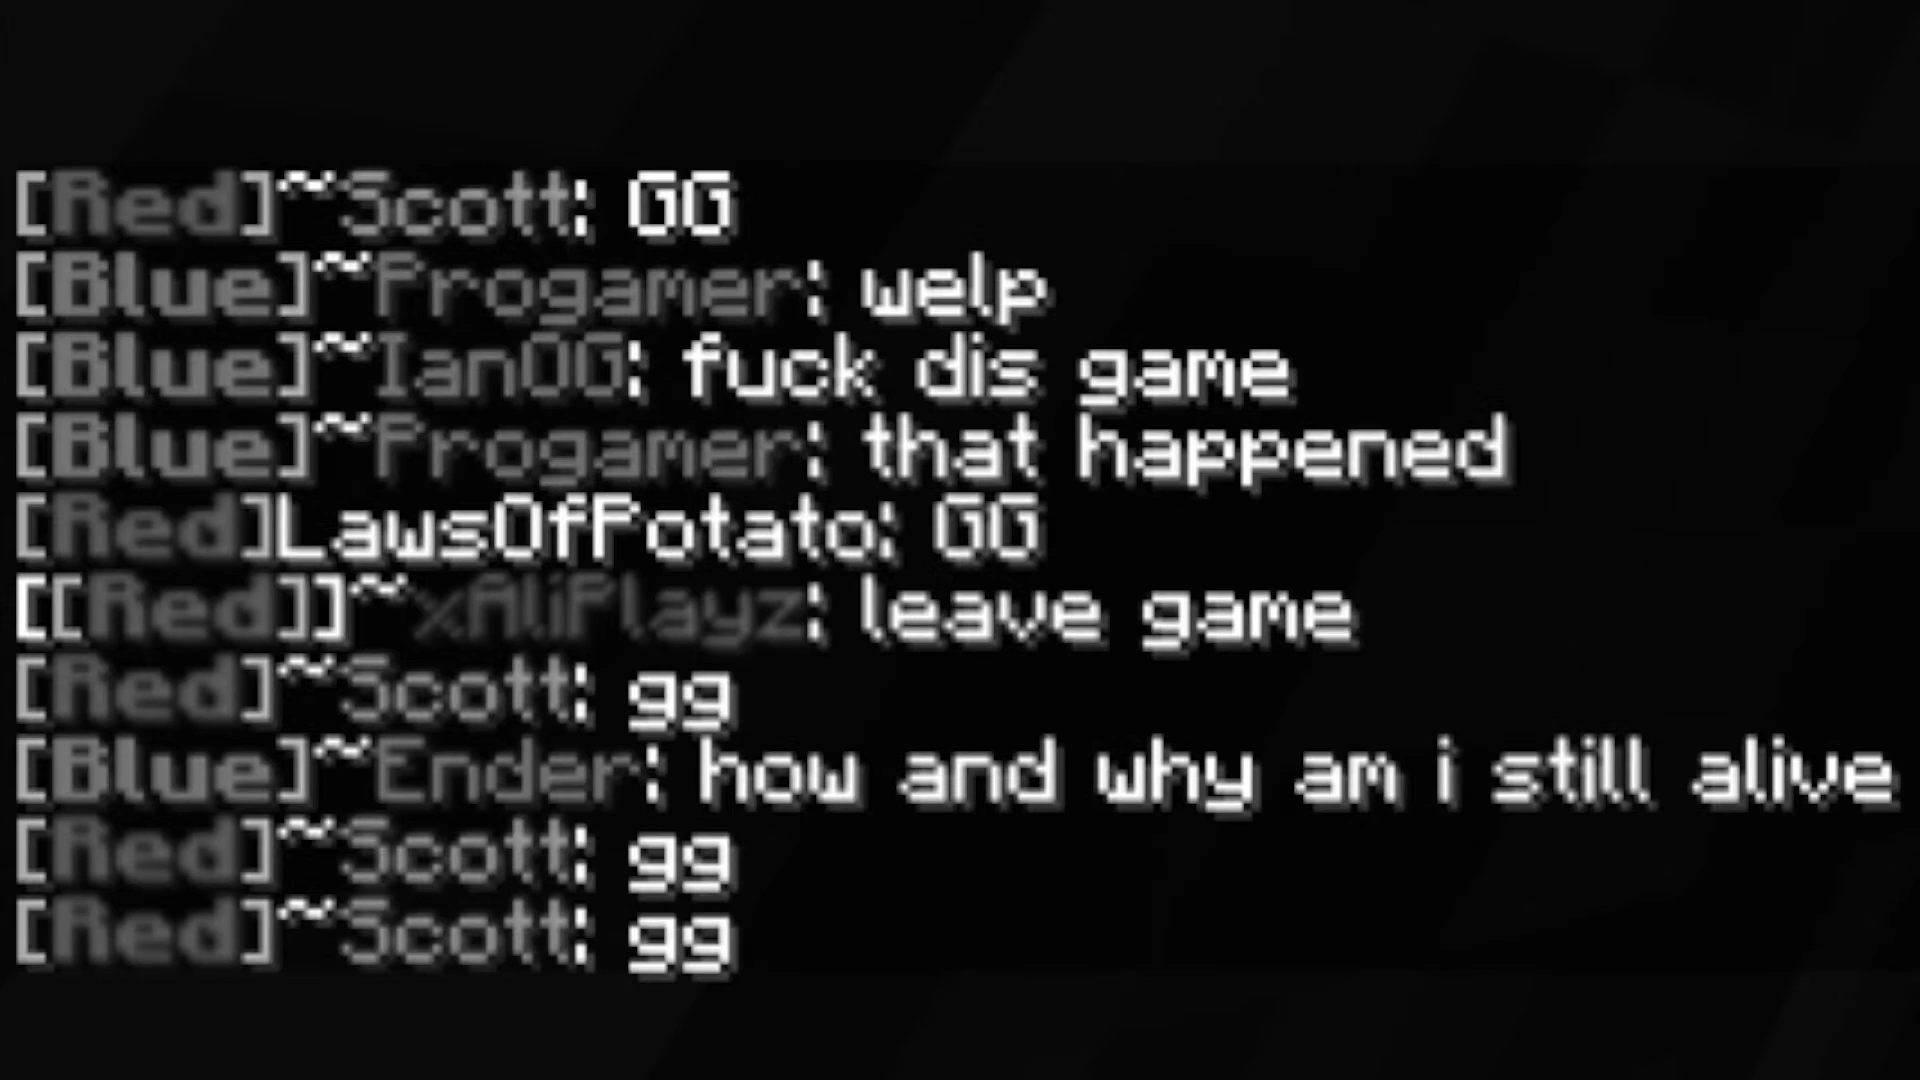 [Red]~Scott: GG
[Blue]~Progamer: welp
[Blue]~IanOG: fuck dis game
[Blue]~Progamer: that happened
[Red]LawsOfPotato: GG
[[Red]]~xAliPlayz: leave game
[Red]~Scott: gg
[Blue]~Ender: how and why am i still alive
[Red]~Scott: gg
[Red]~Scott: gg